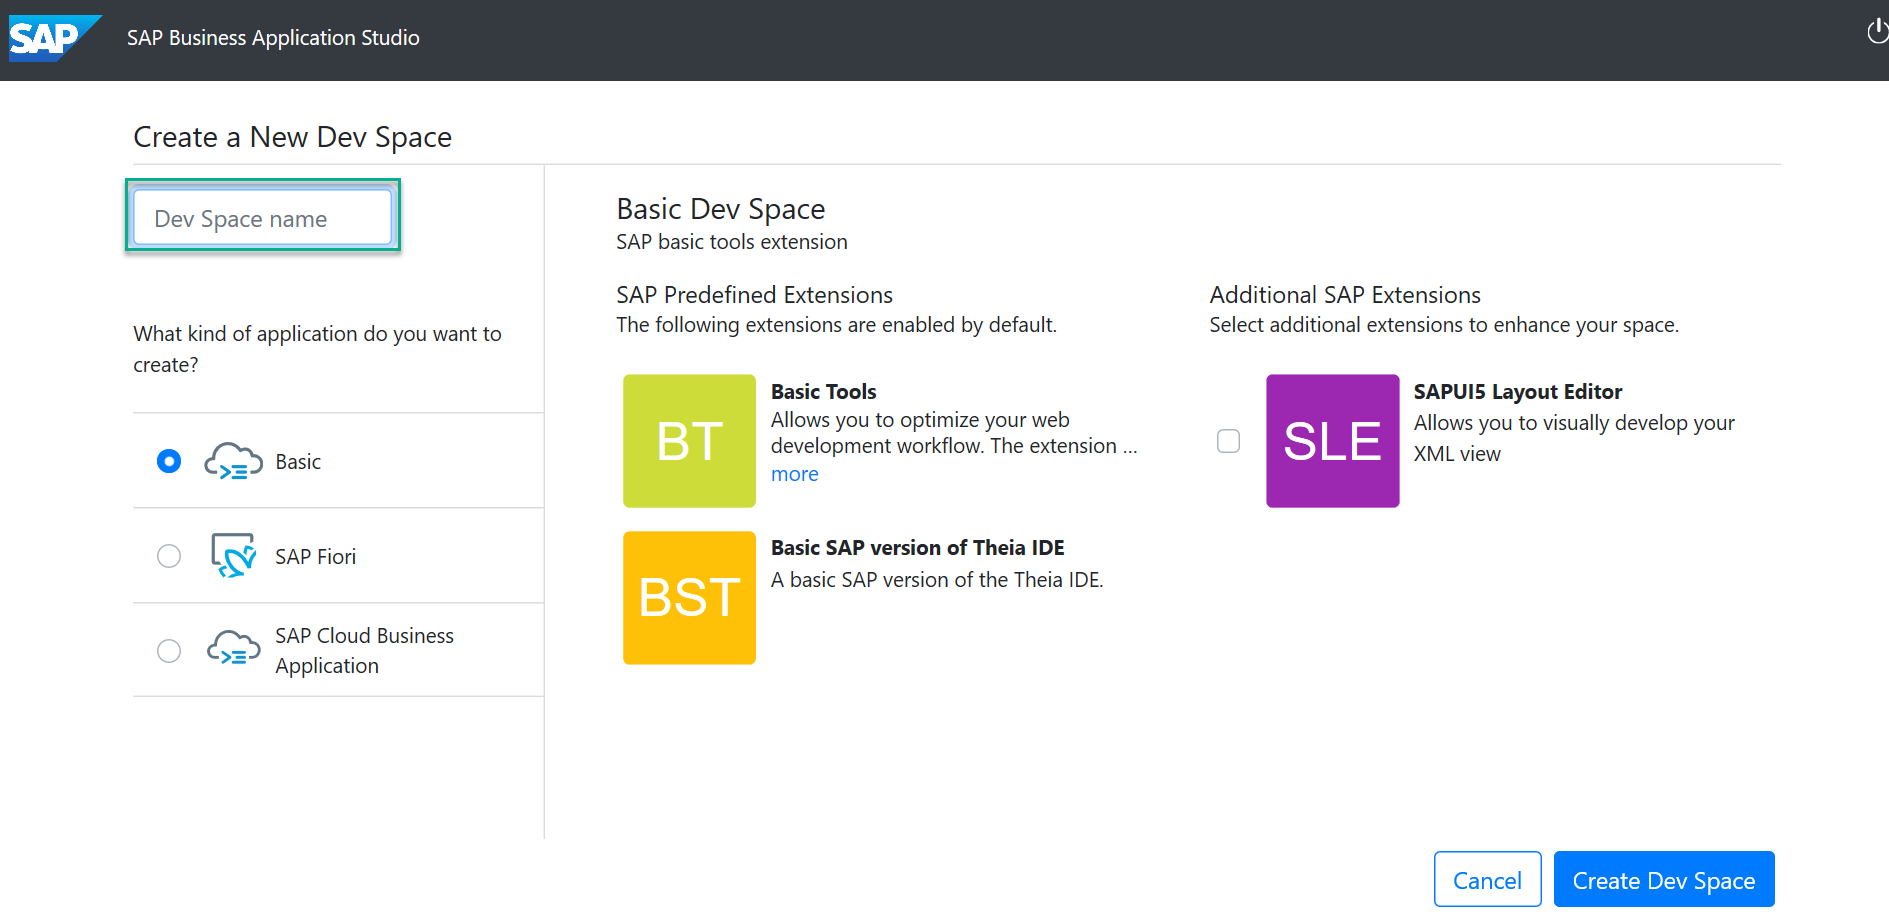 SAP
SAP Business Application Studio
Create a New Dev Space
Dev Space name
What kind of application do you want to
create?
Basic
SAP Fiori
SAP Cloud Business
Application
Basic Dev Space
SAP basic tools extension
SAP Predefined Extensions
The following extensions are enabled by default.
BT
Basic Tools
Allows you to optimize your web
development workflow. The extension ...
more
BST
Basic SAP version of Theia IDE
A basic SAP version of the Theia IDE.
Additional SAP Extensions
Select additional extensions to enhance your space.
SLE
SAPUI5 Layout Editor
Allows you to visually develop your
XML view
Cancel
Create Dev Space